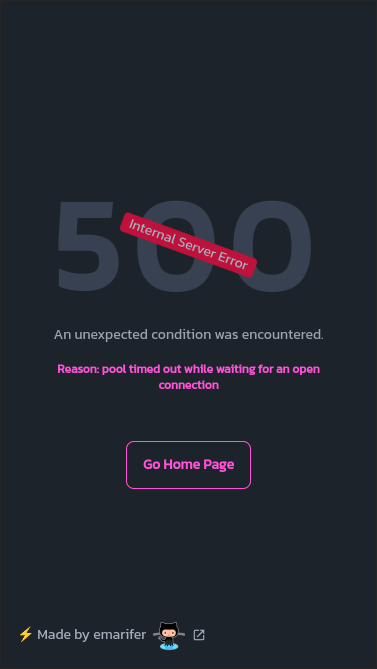 500
Internal Server Error
An unexpected condition was encountered.
Reason: pool timed out while waiting for an open
connection
Go Home Page
⚡ Made by emarifer